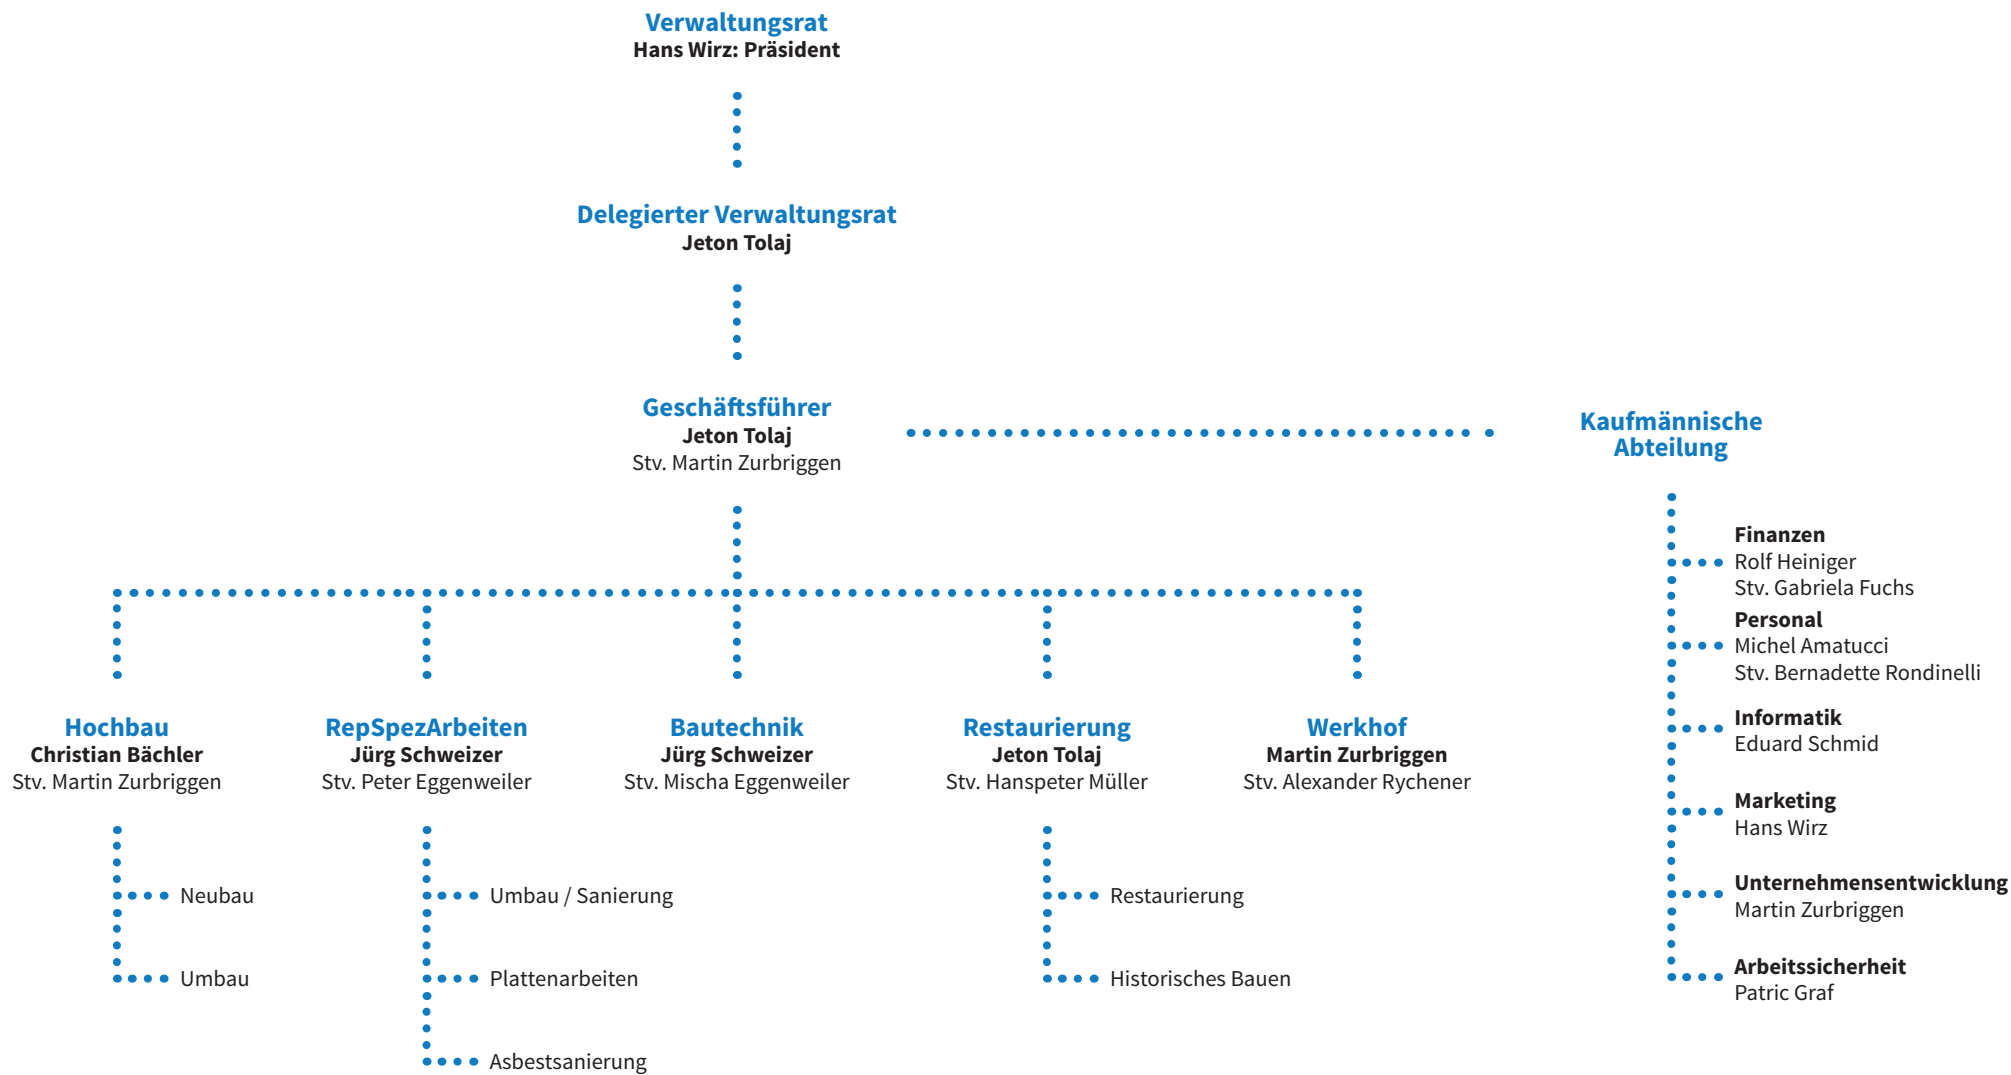 Verwaltungsrat
Hans Wirz: Präsident
Delegierter Verwaltungsrat
Jeton Tolaj
Geschäftsführer
Jeton Tolaj
Stv. Martin Zurbriggen
Kaufmännische
Abteilung
Finanzen
Rolf Heiniger
Stv. Gabriela Fuchs
Personal
Michel Amatucci
Stv. Bernadette Rondinelli
Informatik
Eduard Schmid
Marketing
Hans Wirz
Unternehmensentwicklung
Martin Zurbriggen
Arbeitssicherheit
Patric Graf
Hochbau
Christian Bächler
Stv. Martin Zurbriggen
Neubau
Umbau
RepSpezArbeiten
Jürg Schweizer
Stv. Peter Eggenweiler
Umbau / Sanierung
Plattenarbeiten
Asbestsanierung
Bautechnik
Jürg Schweizer
Stv. Mischa Eggenweiler
Restaurierung
Jeton Tolaj
Stv. Hanspeter Müller
Restaurierung
Historisches Bauen
Werkhof
Martin Zurbriggen
Stv. Alexander Rychener